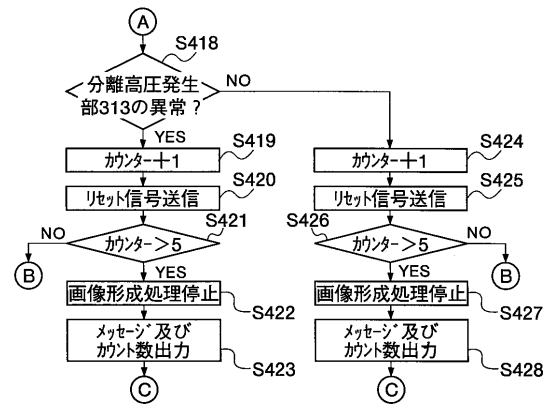 A
S418
分離高圧発生
部313の異常?
NO
YES
S419
カウンター+1
S424
カウンター+1
S420
リセット信号送信
S425
リセット信号送信
S421
カウンター>5
NO
S426
カウンター>5
NO
B
YES
B
YES
画像形成処理停止
S422
画像形成処理停止
S427
メッセージ及び
カウント数出力
S423
メッセージ及び
カウント数出力
S428
C
C